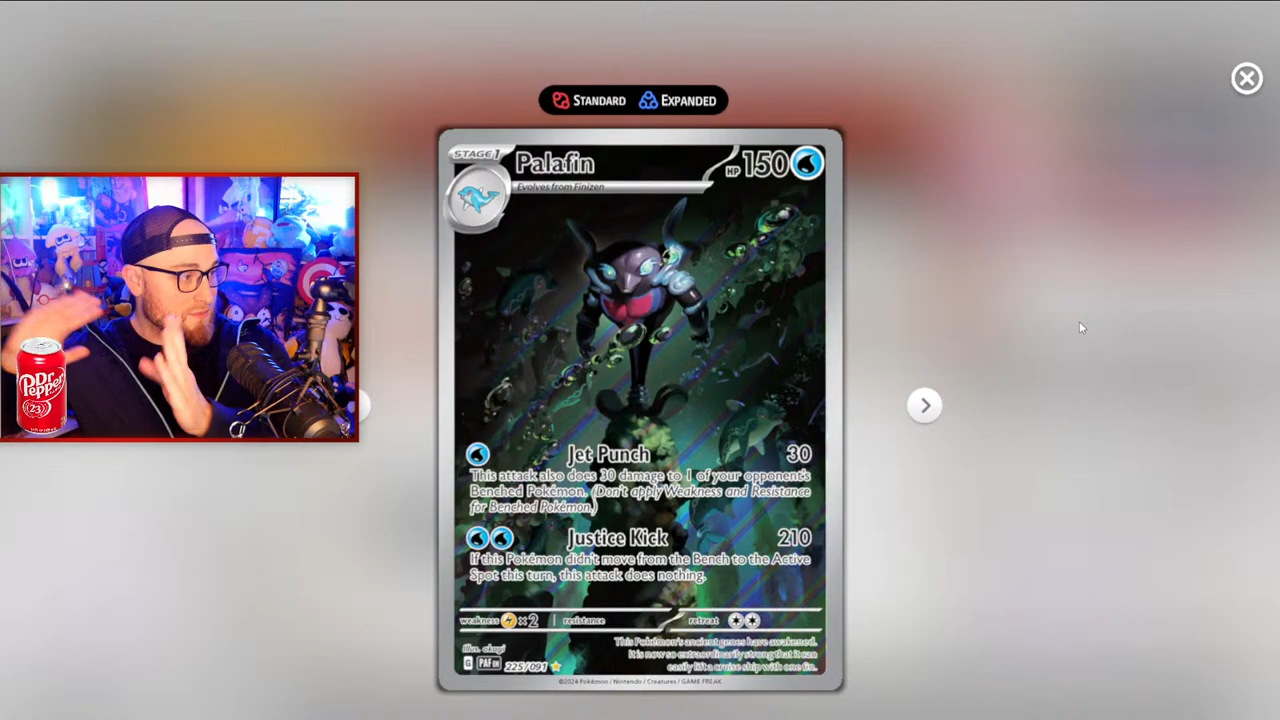 STANDARD EXPANDED
STAGE 1 Palafin HP 150
Evolves from Finizen
Jet Punch 30
This attack also does 30 damage to 1 of your opponent's
Benched Pokémon. (Don't apply Weakness and Resistance
for Benched Pokémon.)
Justice Kick 210
If this Pokémon didn't move from the Bench to the Active
Spot this turn, this attack does nothing.
weakness ×2 resistance retreat
This Pokémon's ancient genes have awakened.
It is now so extraordinarily strong that it can
easily lift a cruise ship with one fin.
Illus. okayi
G PAF EN 225/091
©2024 Pokémon / Nintendo / Creatures / GAME FREAK
Dr Pepper
23